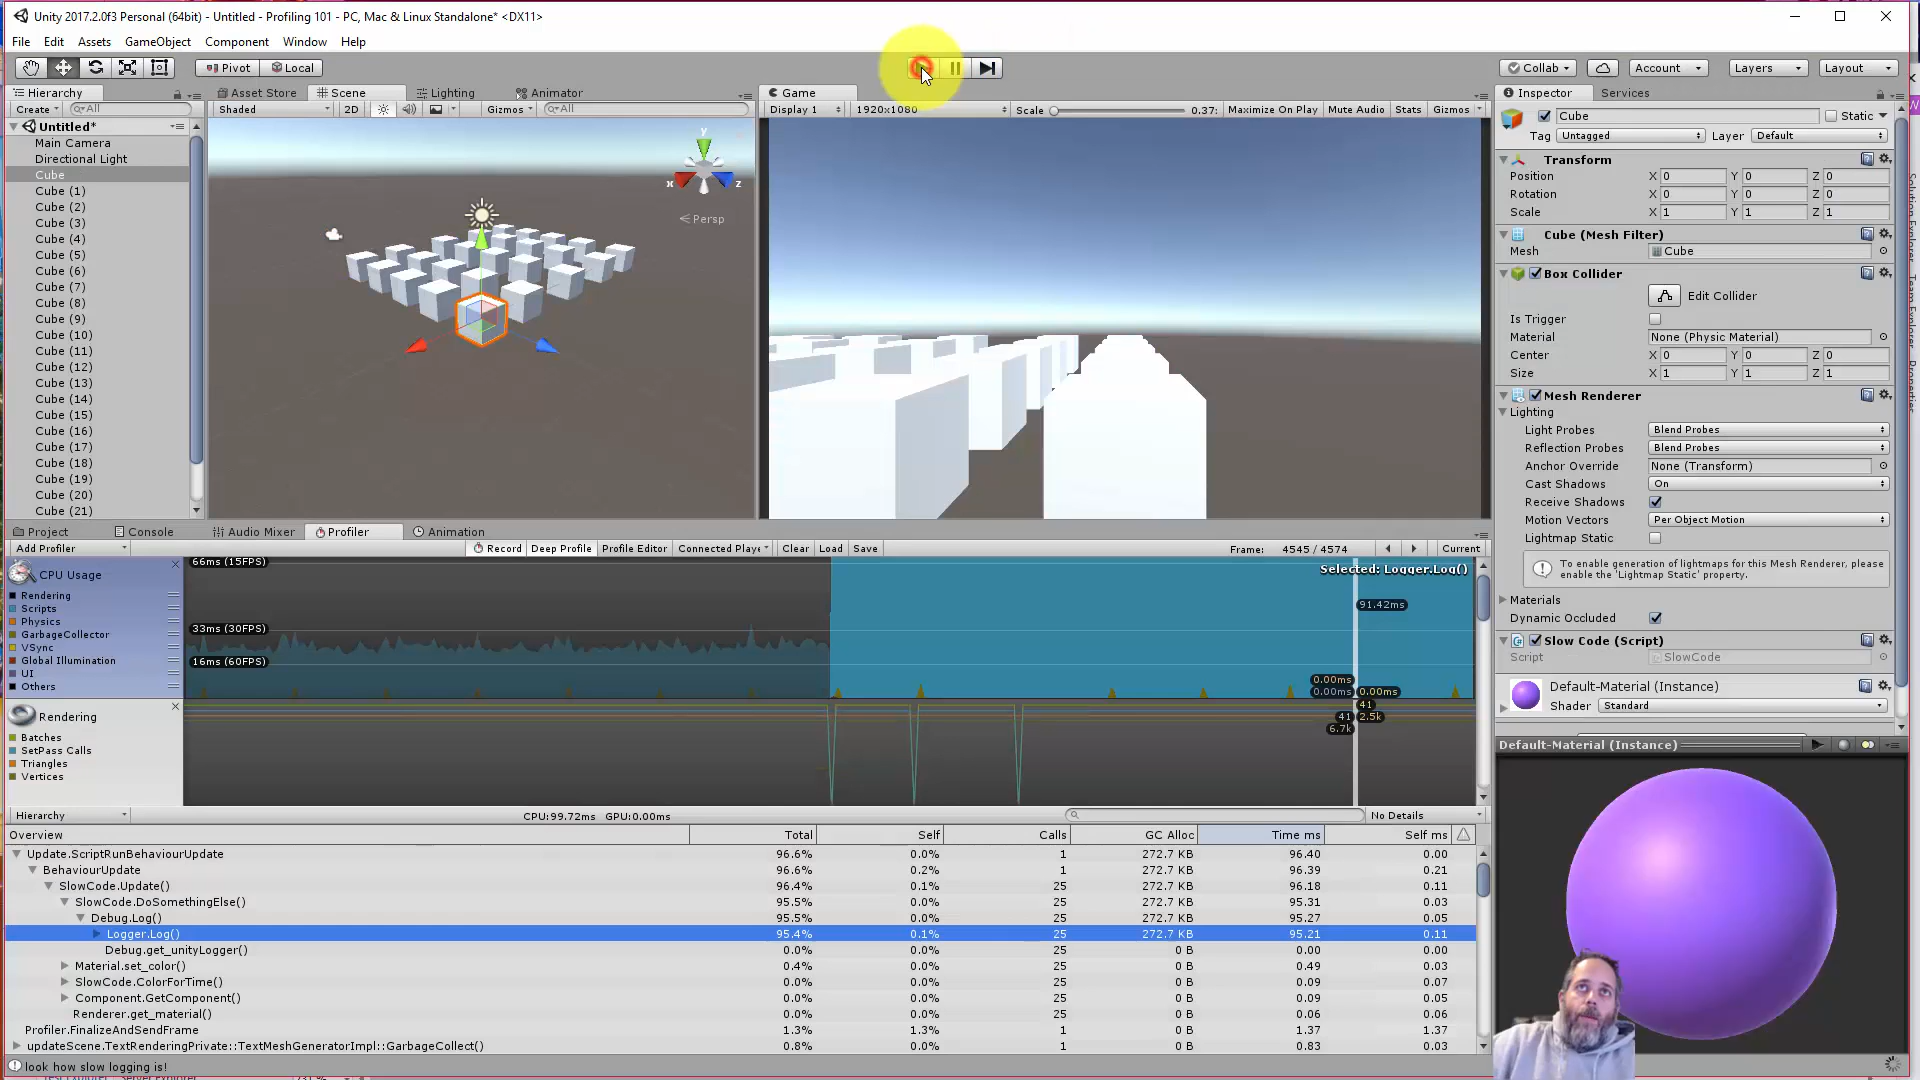 Unity 2017.2.0f3 Personal (64bit) - Untitled - Profiling 101 - PC, Mac & Linux Standalone* <DX11>
File Edit Assets GameObject Component Window Help
Pivot Local
Collab Account Layers Layout
Hierarchy
Create All
Untitled*
Main Camera
Directional Light
Cube
Cube (1)
Cube (2)
Cube (3)
Cube (4)
Cube (5)
Cube (6)
Cube (7)
Cube (8)
Cube (9)
Cube (10)
Cube (11)
Cube (12)
Cube (13)
Cube (14)
Cube (15)
Cube (16)
Cube (17)
Cube (18)
Cube (19)
Cube (20)
Cube (21)
Asset Store Scene Lighting Animator
Shaded 2D Gizmos All
y
x z
Persp
Game
Display 1 1920x1080 Scale 0.37: Maximize On Play Mute Audio Stats Gizmos
Inspector Services
Cube Static
Tag Untagged Layer Default
Transform
Position X 0 Y 0 Z 0
Rotation X 0 Y 0 Z 0
Scale X 1 Y 1 Z 1
Cube (Mesh Filter)
Mesh Cube
Box Collider
Edit Collider
Is Trigger
Material None (Physic Material)
Center X 0 Y 0 Z 0
Size X 1 Y 1 Z 1
Mesh Renderer
Lighting
Light Probes Blend Probes
Reflection Probes Blend Probes
Anchor Override None (Transform)
Cast Shadows On
Receive Shadows
Motion Vectors Per Object Motion
Lightmap Static
To enable generation of lightmaps for this Mesh Renderer, please
enable the 'Lightmap Static' property.
Materials
Dynamic Occluded
Slow Code (Script)
Script SlowCode
Default-Material (Instance)
Shader Standard
Default-Material (Instance)
Project Console Audio Mixer Profiler Animation
Add Profiler Record Deep Profile Profile Editor Connected Playe Clear Load Save Frame: 4545 / 4574 Current
CPU Usage
Rendering
Scripts
Physics
GarbageCollector
VSync
Global Illumination
UI
Others
66ms (15FPS)
33ms (30FPS)
16ms (60FPS)
Selected: Logger.Log()
91.42ms
0.00ms
0.00ms 0.00ms
41
41 2.5k
6.7k
Rendering
Batches
SetPass Calls
Triangles
Vertices
Hierarchy CPU:99.72ms GPU:0.00ms No Details
Overview Total Self Calls GC Alloc Time ms Self ms
Update.ScriptRunBehaviourUpdate 96.6% 0.0% 1 272.7 KB 96.40 0.00
BehaviourUpdate 96.6% 0.2% 1 272.7 KB 96.39 0.21
SlowCode.Update() 96.4% 0.1% 25 272.7 KB 96.18 0.11
SlowCode.DoSomethingElse() 95.5% 0.0% 25 272.7 KB 95.31 0.03
Debug.Log() 95.5% 0.0% 25 272.7 KB 95.27 0.05
Logger.Log() 95.4% 0.1% 25 272.7 KB 95.21 0.11
Debug.get_unityLogger() 0.0% 0.0% 25 0 B 0.00 0.00
Material.set_color() 0.4% 0.0% 25 0 B 0.49 0.03
SlowCode.ColorForTime() 0.0% 0.0% 25 0 B 0.09 0.07
Component.GetComponent() 0.0% 0.0% 25 0 B 0.09 0.05
Renderer.get_material() 0.0% 0.0% 25 0 B 0.06 0.06
Profiler.FinalizeAndSendFrame 1.3% 1.3% 1 0 B 1.37 1.37
updateScene.TextRenderingPrivate::TextMeshGeneratorImpl::GarbageCollect() 0.8% 0.0% 1 0 B 0.83 0.03
look how slow logging is!